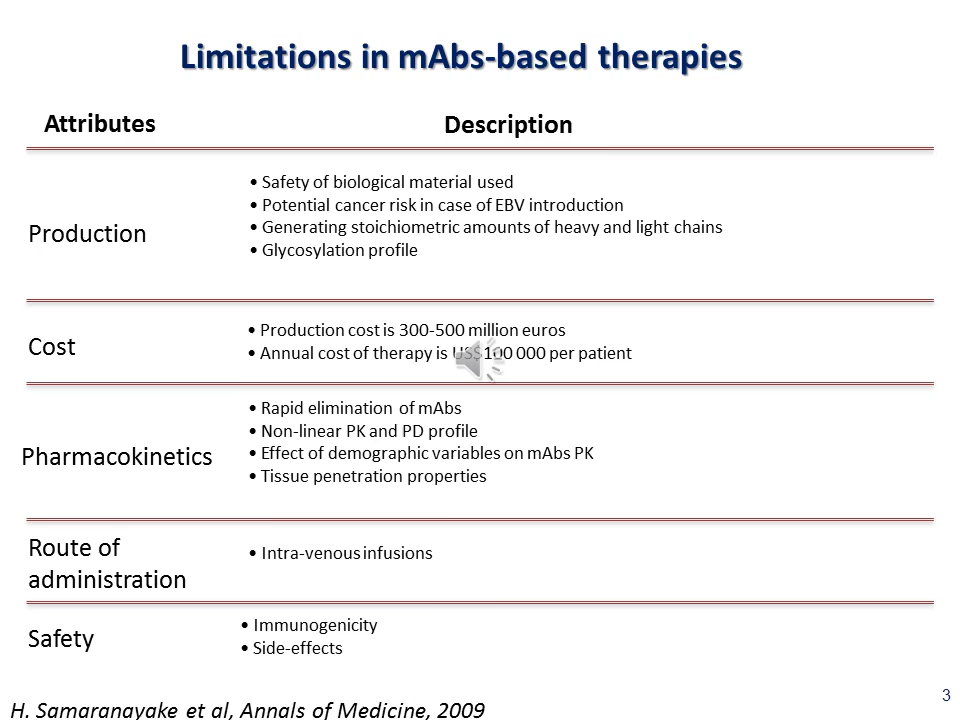 Limitations in mAbs-based therapies
Attributes
Description
Production
• Safety of biological material used
• Potential cancer risk in case of EBV introduction
• Generating stoichiometric amounts of heavy and light chains
• Glycosylation profile
Cost
• Production cost is 300-500 million euros
• Annual cost of therapy is US$100 000 per patient
Pharmacokinetics
• Rapid elimination of mAbs
• Non-linear PK and PD profile
• Effect of demographic variables on mAbs PK
• Tissue penetration properties
Route of
administration
• Intra-venous infusions
Safety
• Immunogenicity
• Side-effects
H. Samaranayake et al, Annals of Medicine, 2009
3